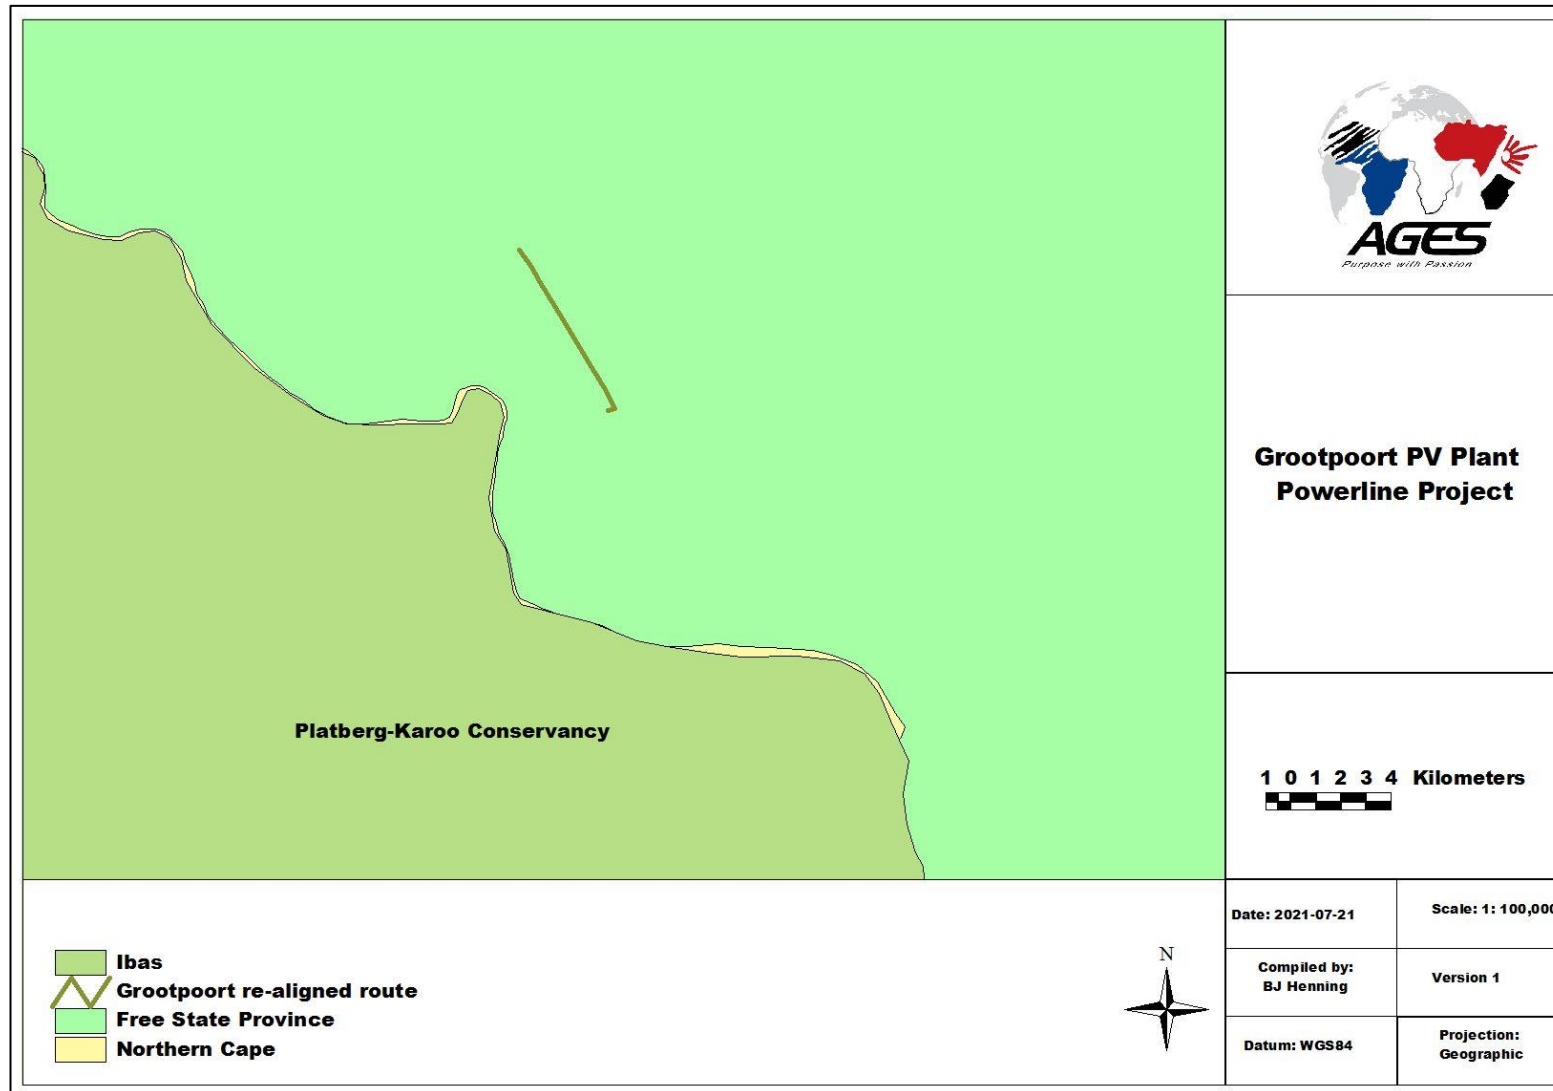 AGES
Purpose with Passion
Grootpoort PV Plant
Powerline Project
Platberg-Karoo Conservancy
1 0 1 2 3 4 Kilometers
Ibas
Grootpoort re-aligned route
Free State Province
Northern Cape
N
Date: 2021-07-21
Scale: 1: 100,000
Compiled by:
BJ Henning
Version 1
Datum: WGS84
Projection:
Geographic